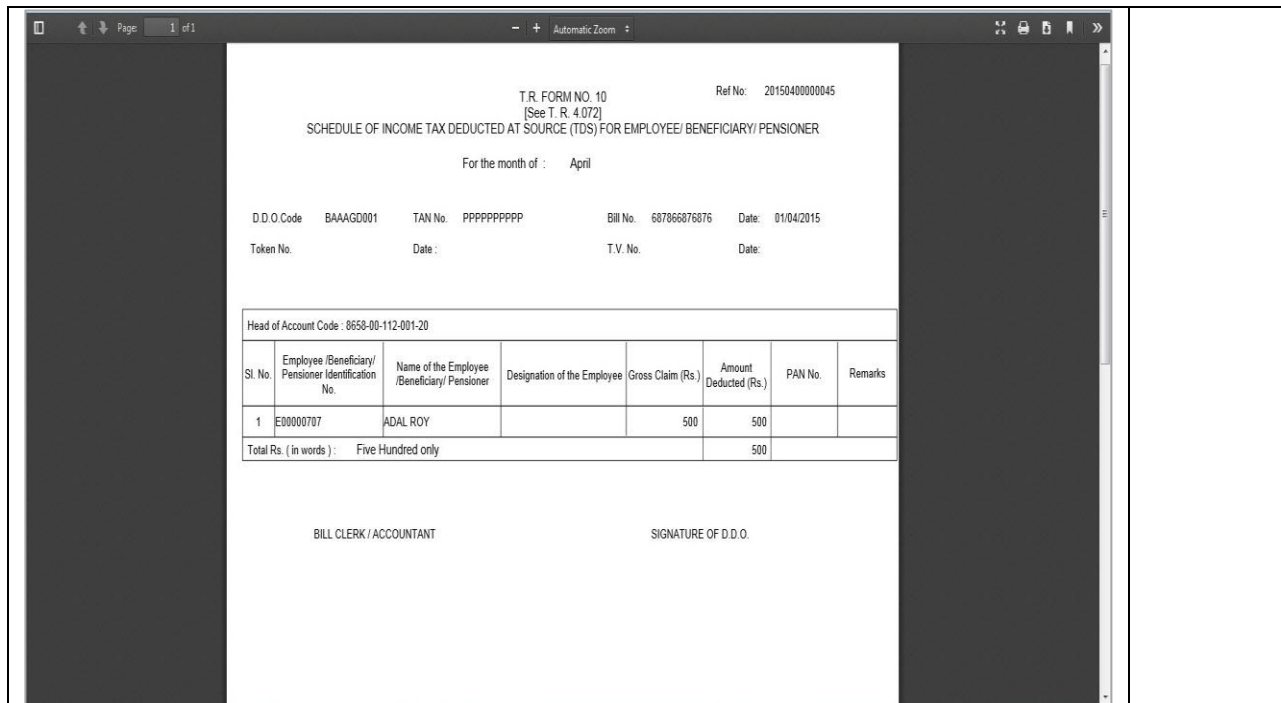 Page: 1 of 1 − + Automatic Zoom
T.R. FORM NO. 10 Ref No: 20150400000045
[See T. R. 4.072]
SCHEDULE OF INCOME TAX DEDUCTED AT SOURCE (TDS) FOR EMPLOYEE/ BENEFICIARY/ PENSIONER
For the month of : April
D.D.O.Code BAAAGD001 TAN No. PPPPPPPPPP Bill No. 687866876876 Date: 01/04/2015
Token No. Date : T.V. No. Date:
Head of Account Code : 8658-00-112-001-20
Sl. No. Employee /Beneficiary/ Pensioner Identification No. Name of the Employee /Beneficiary/ Pensioner Designation of the Employee Gross Claim (Rs.) Amount Deducted (Rs.) PAN No. Remarks
1 E00000707 ADAL ROY 500 500
Total Rs. ( in words ) : Five Hundred only 500
BILL CLERK / ACCOUNTANT SIGNATURE OF D.D.O.